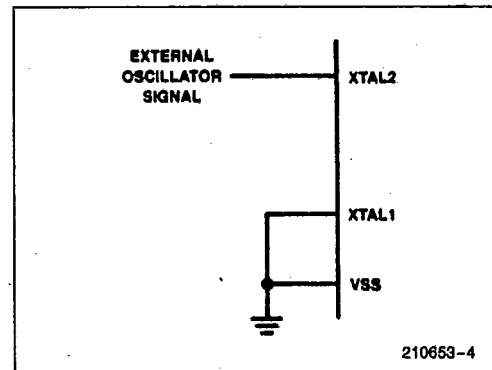 EXTERNAL
OSCILLATOR
SIGNAL
XTAL2
XTAL1
VSS
210653-4